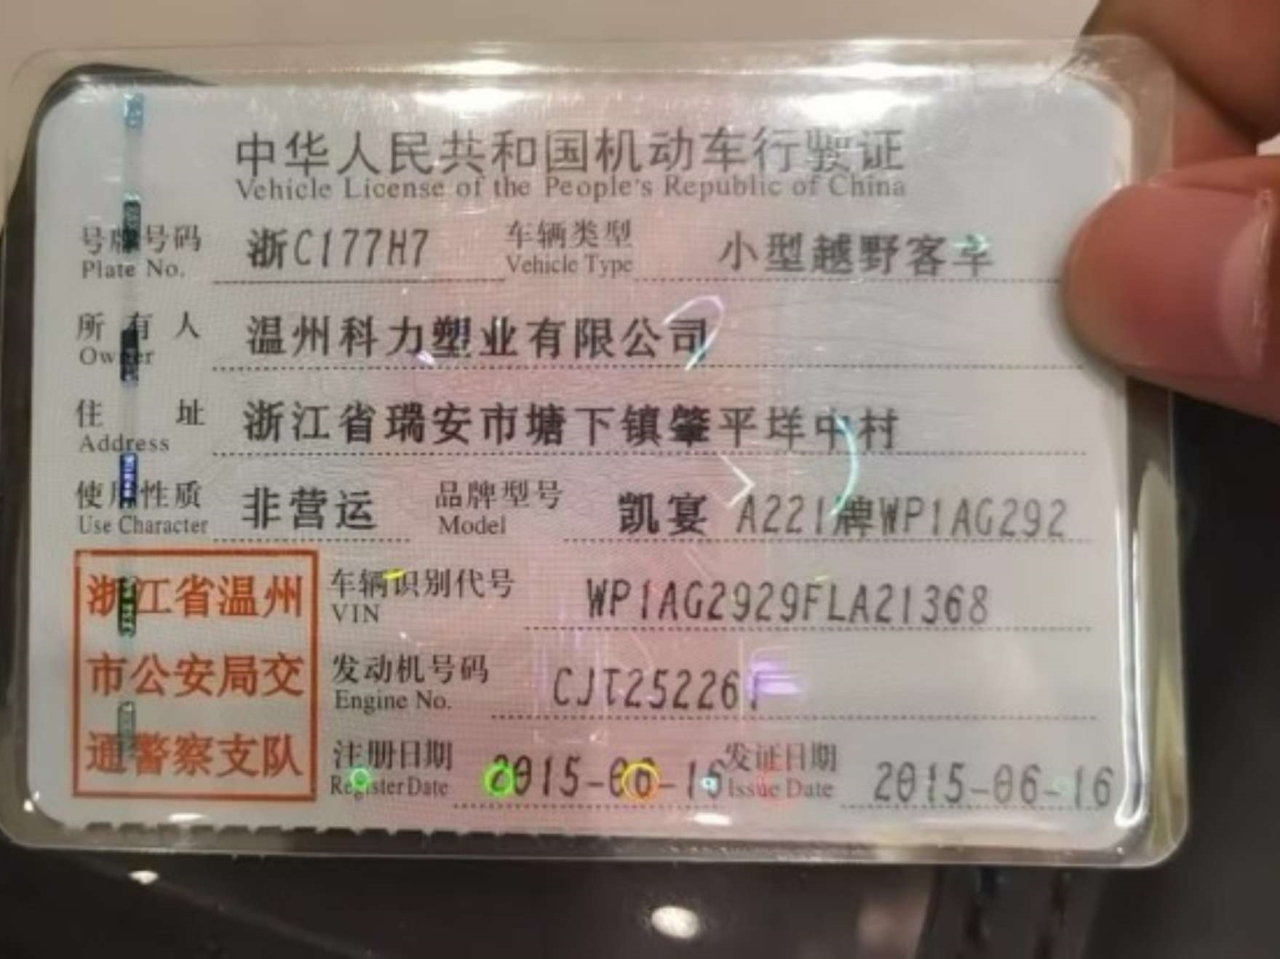 中华人民共和国机动车行驶证
Vehicle License of the People's Republic of China
号牌号码 浙C177H7 车辆类型 小型越野客车
Plate No. Vehicle Type
所有人 温州科力塑业有限公司
Owner
住址 浙江省瑞安市塘下镇肇平垟中村
Address
使用性质 非营运 品牌型号 凯宴 A221牌WP1AG292
Use Character Model
浙江省温州
市公安局交
通警察支队
车辆识别代号 WP1AG2929FLA21368
VIN
发动机号码 CJT252261
Engine No.
注册日期 2015-06-16 发证日期 2015-06-16
Register Date Issue Date